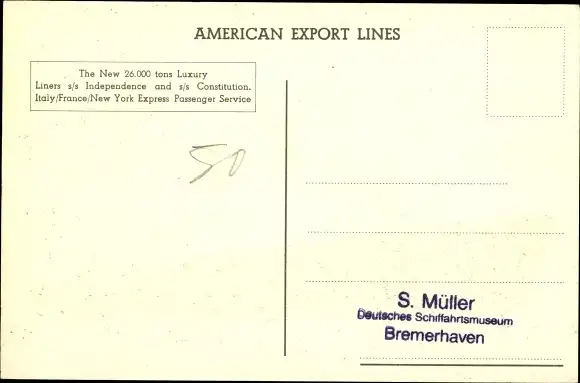 AMERICAN EXPORT LINES
The New 26.000 tons Luxury
Liners s/s Independence and s/s Constitution.
Italy/France/New York Express Passenger Service
50
S. Müller
Deutsches Schiffahrtsmuseum
Bremerhaven